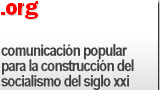 .org
comunicación popular
para la construcción del
socialismo del siglo xxi